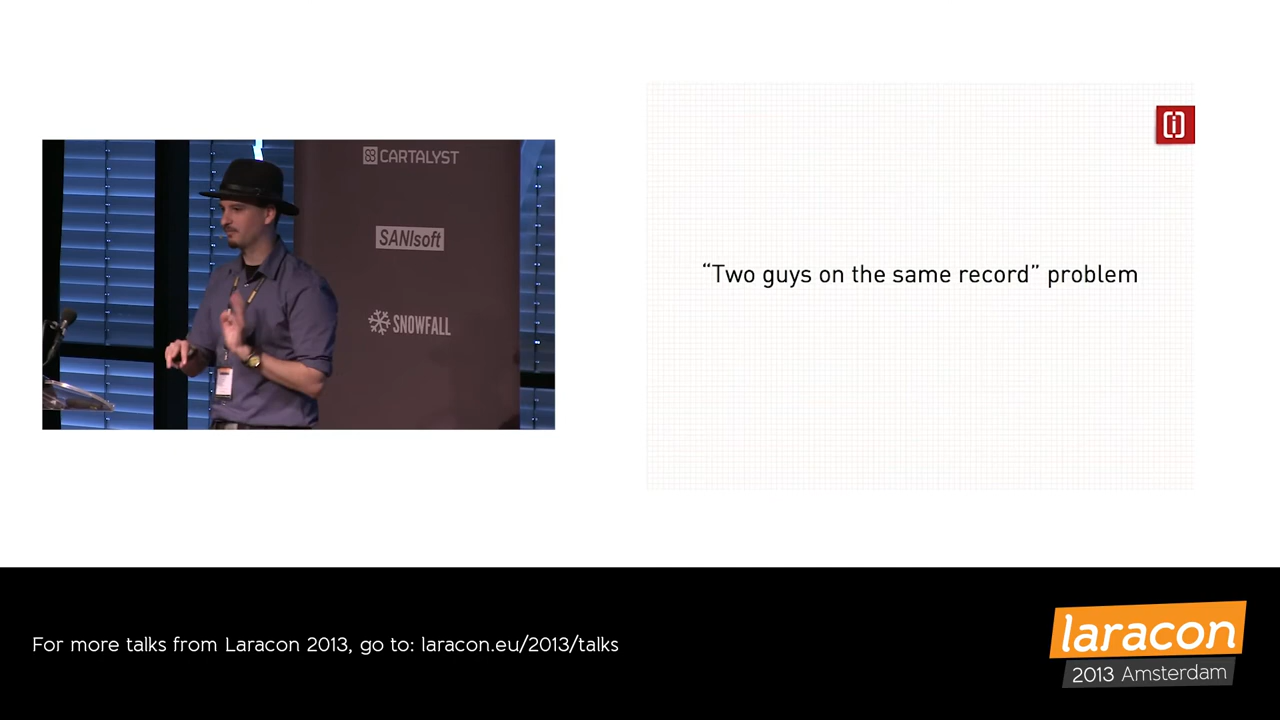 CARTALYST
SANIsoft
SNOWFALL
[i]
“Two guys on the same record” problem
For more talks from Laracon 2013, go to: laracon.eu/2013/talks
laracon
2013 Amsterdam